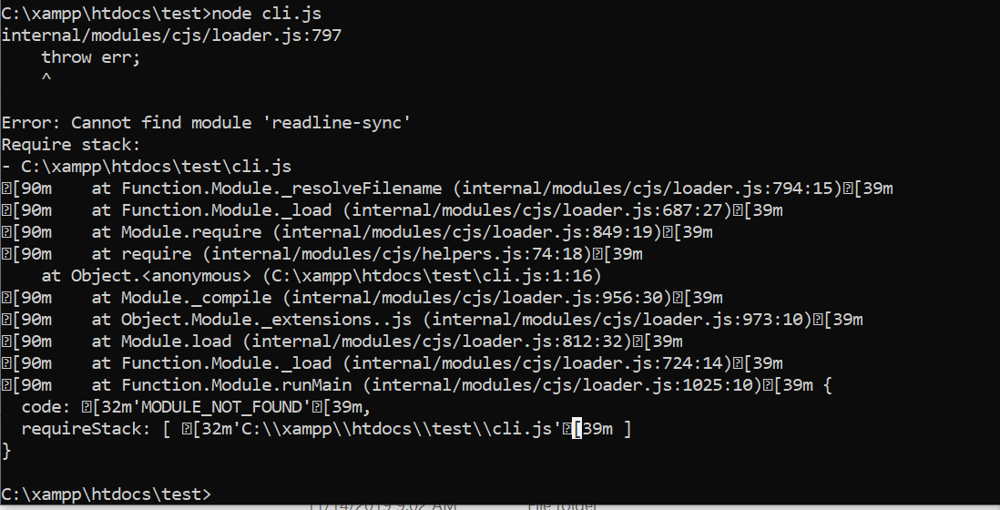 C:\xampp\htdocs\test>node cli.js
internal/modules/cjs/loader.js:797
    throw err;
    ^

Error: Cannot find module 'readline-sync'
Require stack:
- C:\xampp\htdocs\test\cli.js
[90m    at Function.Module._resolveFilename (internal/modules/cjs/loader.js:794:15)[39m
[90m    at Function.Module._load (internal/modules/cjs/loader.js:687:27)[39m
[90m    at Module.require (internal/modules/cjs/loader.js:849:19)[39m
[90m    at require (internal/modules/cjs/helpers.js:74:18)[39m
    at Object.<anonymous> (C:\xampp\htdocs\test\cli.js:1:16)
[90m    at Module._compile (internal/modules/cjs/loader.js:956:30)[39m
[90m    at Object.Module._extensions..js (internal/modules/cjs/loader.js:973:10)[39m
[90m    at Module.load (internal/modules/cjs/loader.js:812:32)[39m
[90m    at Function.Module._load (internal/modules/cjs/loader.js:724:14)[39m
[90m    at Function.Module.runMain (internal/modules/cjs/loader.js:1025:10)[39m {
  code: [32m'MODULE_NOT_FOUND'[39m,
  requireStack: [ [32m'C:\\xampp\\htdocs\\test\\cli.js'[39m ]
}

C:\xampp\htdocs\test>
11/14/2019 9:02 AM File folder